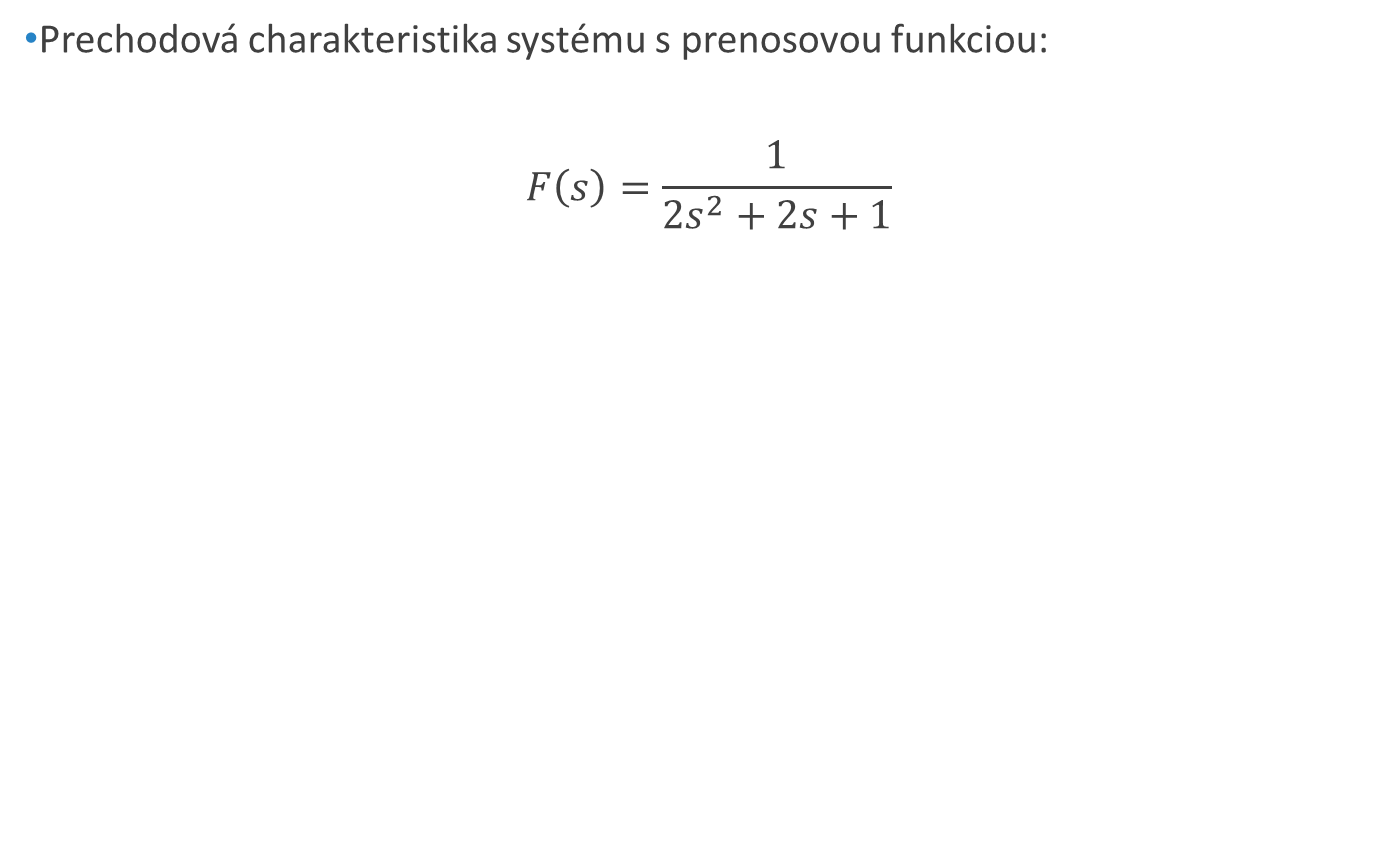 •Prechodová charakteristika systému s prenosovou funkciou:
F(s) = 1 / (2s² + 2s + 1)